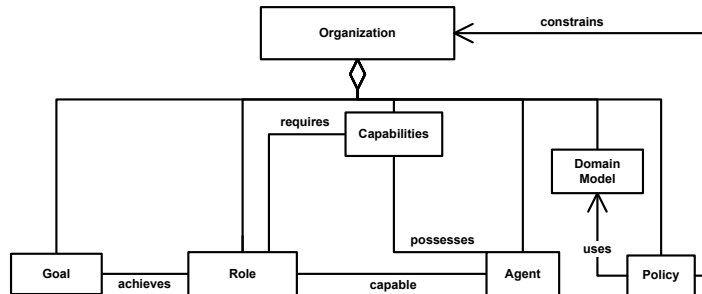 Organization
constrains
requires
Capabilities
Domain
Model
possesses
uses
Goal
achieves
Role
capable
Agent
Policy